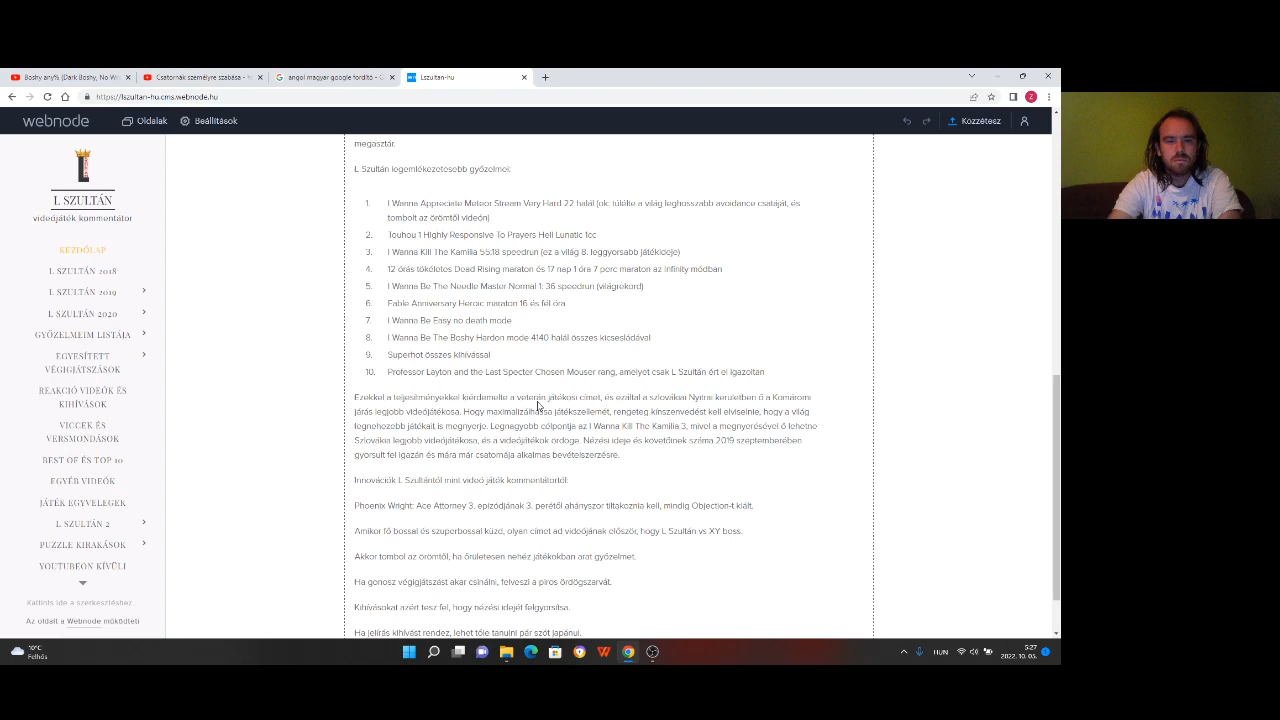 Boshy any% (Dark Boshy, No Wr
Csatornák személyre szabása -
angol magyar google fordító - G
Lszultan-hu
https://lszultan-hu.cms.webnode.hu
webnode
Oldalak
Beállítások
Közzétesz
L SZULTÁN
videójáték kommentátor
KEZDŐLAP
L SZULTÁN 2018
L SZULTÁN 2019
L SZULTÁN 2020
GYŐZELMEIM LISTÁJA
EGYESÍTETT
VÉGIGJÁTSZÁSOK
REAKCIÓ VIDEÓK ÉS
KIHÍVÁSOK
VICCEK ÉS
VERSMONDÁSOK
BEST OF ÉS TOP 10
EGYÉB VIDEÓK
JÁTÉK EGYVELEGEK
L SZULTÁN 2
PUZZLE KIRAKÁSOK
YOUTUBEON KÍVÜLI
Kattints ide a szerkesztéshez...
Az oldalt a Webnode működteti
megasztár.
L Szultán legemlékezetesebb győzelmei:
1. I Wanna Appreciate Meteor Stream Very Hard 22 halál (ok: túlélte a világ leghosszabb avoidance csatáját, és
tombolt az örömtől videón)
2. Touhou 1 Highly Responsive To Prayers Hell Lunatic 1cc
3. I Wanna Kill The Kamilia 55:18 speedrun (ez a világ 8. leggyorsabb játékideje)
4. 12 órás tökéletes Dead Rising maraton és 17 nap 1 óra 7 perc maraton az Infinity módban
5. I Wanna Be The Needle Master Normal 1: 36 speedrun (világrekord)
6. Fable Anniversary Heroic maraton 16 és fél óra
7. I Wanna Be Easy no death mode
8. I Wanna Be The Boshy Hardon mode 4140 halál összes kicsesládával
9. Superhot összes kihívással
10. Professor Layton and the Last Specter Chosen Mouser rang, amelyet csak L Szultán ért el igazoltan
Ezekkel a teljesítményekkel kiérdemelte a veterán játékosi címet, és ezáltal a szlovákiai Nyitrai kerületben ő a Komáromi
járás legjobb videójátékosa. Hogy maximalizálhassa játékszellemét, rengeteg kínszenvedést kell elviselnie, hogy a világ
legnehezebb játékait is megnyerje. Legnagyobb célpontja az I Wanna Kill The Kamilia 3, mivel a megnyerésével ő lehetne
Szlovákia legjobb videójátékosa, és a videójátékok ördöge. Nézési ideje és követőinek száma 2019 szeptemberében
gyorsult fel igazán és mára már csatornája alkalmas bevételszerzésre.
Innovációk L Szultántól mint videó játék kommentátortól:
Phoenix Wright: Ace Attorney 3. epizódjának 3. perétől ahányszor tiltakoznia kell, mindig Objection-t kiált.
Amikor fő bossal és szuperbossal küzd, olyan címet ad videójának először, hogy L Szultán vs XY boss.
Akkor tombol az örömtől, ha őrületesen nehéz játékokban arat győzelmet.
Ha gonosz végigjátszást akar csinálni, felveszi a piros ördögszarvát.
Kihívásokat azért tesz fel, hogy nézési idejét felgyorsítsa.
Ha jelírás kihívást rendez, lehet tőle tanulni pár szót japánul.
10°C
Felhős
HUN
5:27
2022. 10. 03.